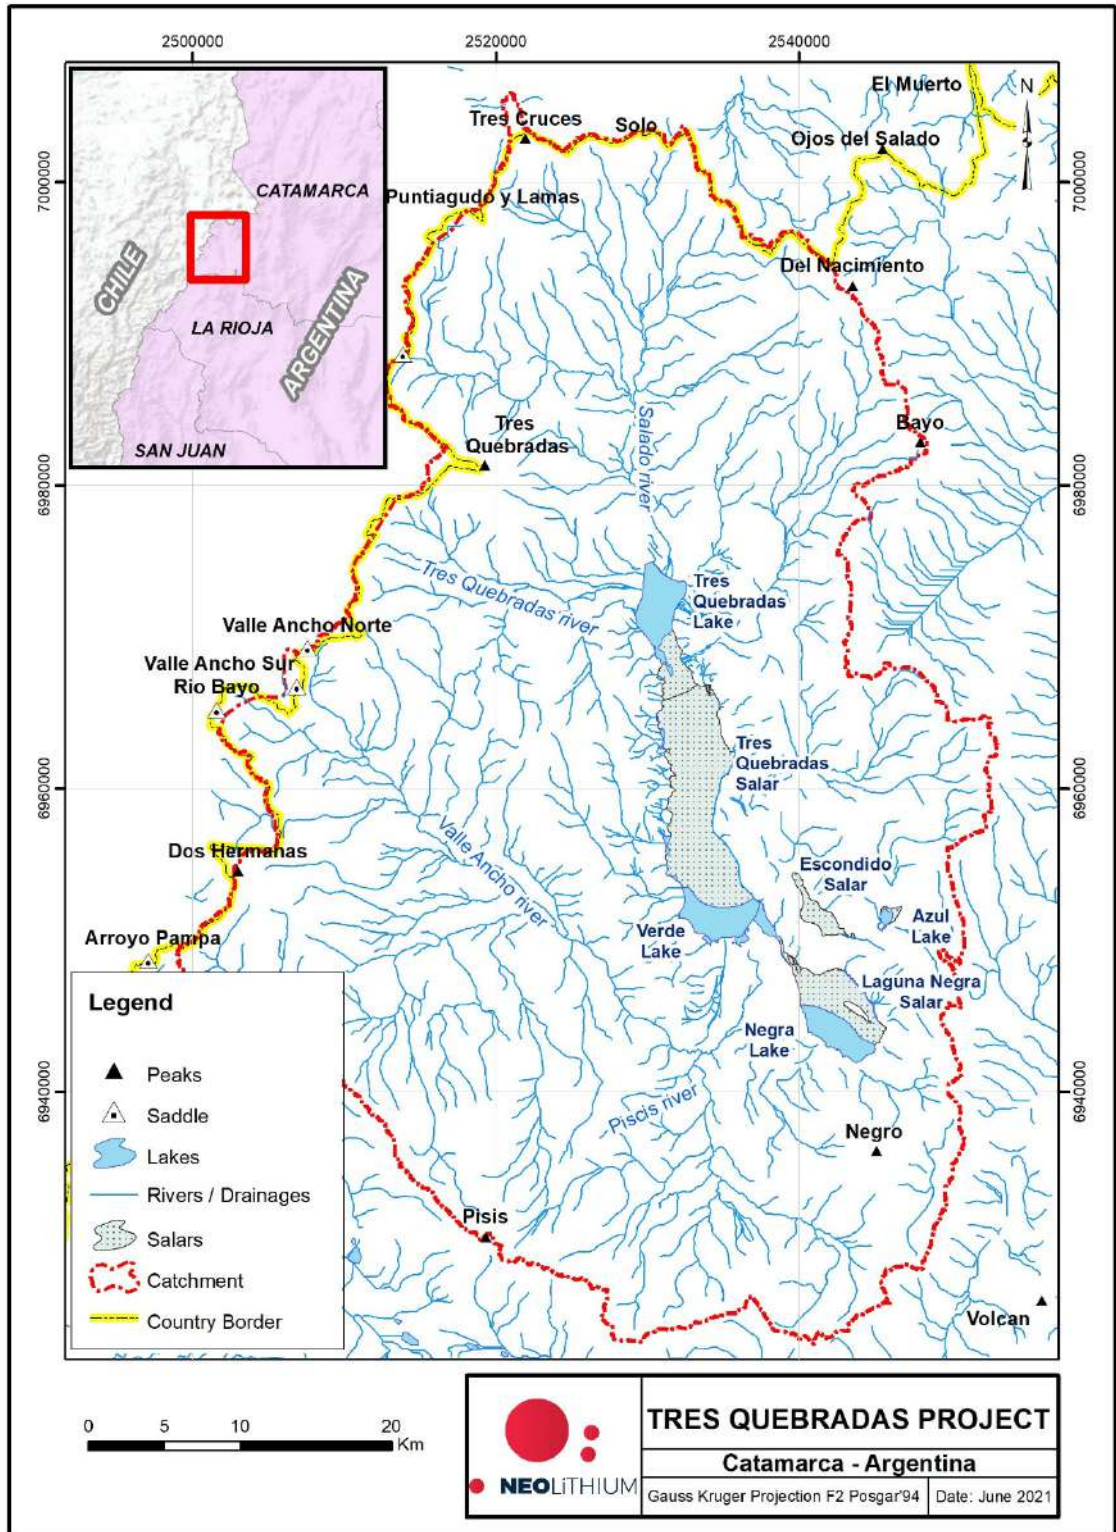 2500000
2520000
2540000
7000000
6980000
6960000
6940000
7000000
6980000
6960000
6940000
CATAMARCA
CHILE
LA RIOJA
ARGENTINA
SAN JUAN
N
El Muerto
Tres Cruces
Solo
Ojos del Salado
Puntiagudo y Lamas
Del Nacimiento
Bayo
Tres
Quebradas
Salado river
Tres Quebradas river
Tres
Quebradas
Lake
Valle Ancho Norte
Valle Ancho Sur
Rio Bayo
Tres
Quebradas
Salar
Valle Ancho river
Dos Hermanas
Escondido
Salar
Azul
Lake
Verde
Lake
Arroyo Pampa
Laguna Negra
Salar
Negra
Lake
Piscis river
Negro
Pisis
Volcan
Legend
Peaks
Saddle
Lakes
Rivers / Drainages
Salars
Catchment
Country Border
0 5 10 20
Km
NEOLiTHIUM
TRES QUEBRADAS PROJECT
Catamarca - Argentina
Gauss Kruger Projection F2 Posgar'94
Date: June 2021